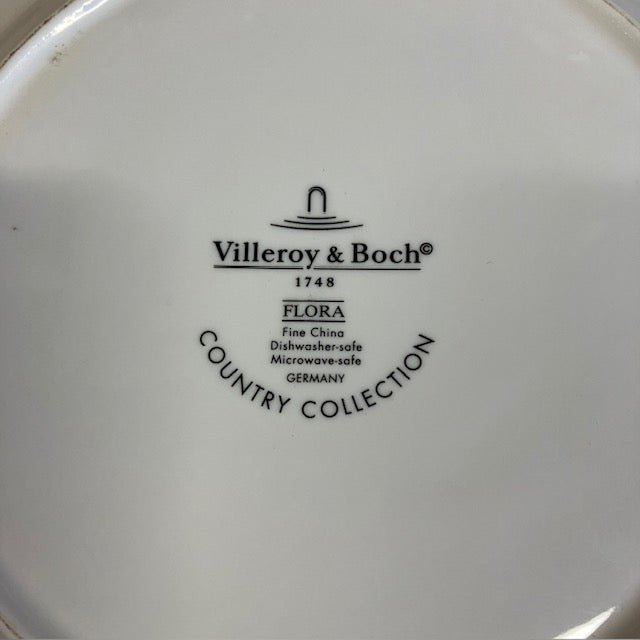 Villeroy & Boch©
1748
FLORA
Fine China
Dishwasher-safe
Microwave-safe
GERMANY
COUNTRY COLLECTION